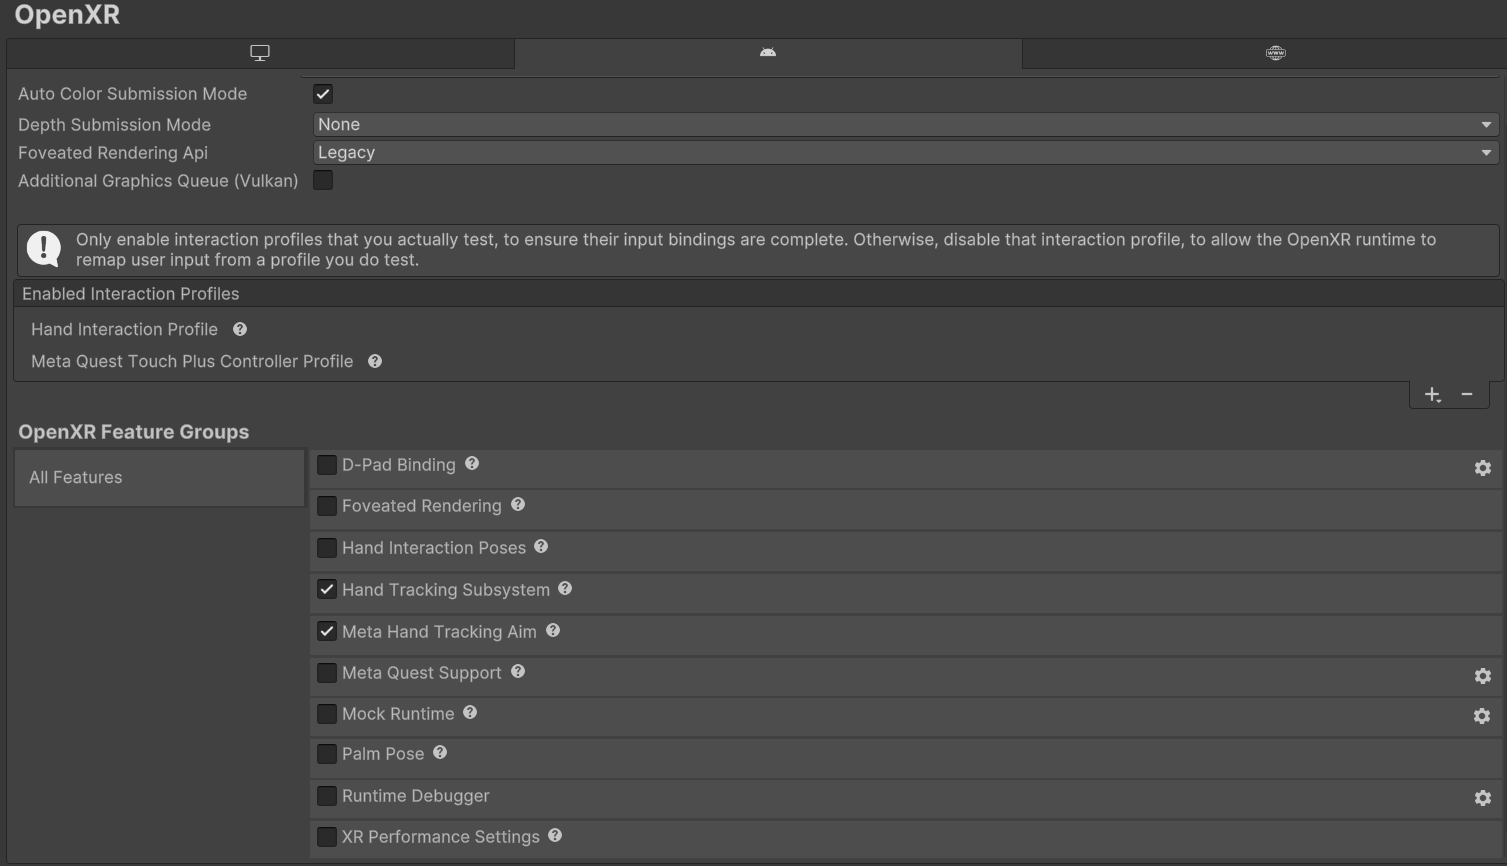 OpenXR
WWW
Auto Color Submission Mode
Depth Submission Mode
None
Foveated Rendering Api
Legacy
Additional Graphics Queue (Vulkan)
Only enable interaction profiles that you actually test, to ensure their input bindings are complete. Otherwise, disable that interaction profile, to allow the OpenXR runtime to
remap user input from a profile you do test.
Enabled Interaction Profiles
Hand Interaction Profile
Meta Quest Touch Plus Controller Profile
OpenXR Feature Groups
All Features
D-Pad Binding
Foveated Rendering
Hand Interaction Poses
Hand Tracking Subsystem
Meta Hand Tracking Aim
Meta Quest Support
Mock Runtime
Palm Pose
Runtime Debugger
XR Performance Settings